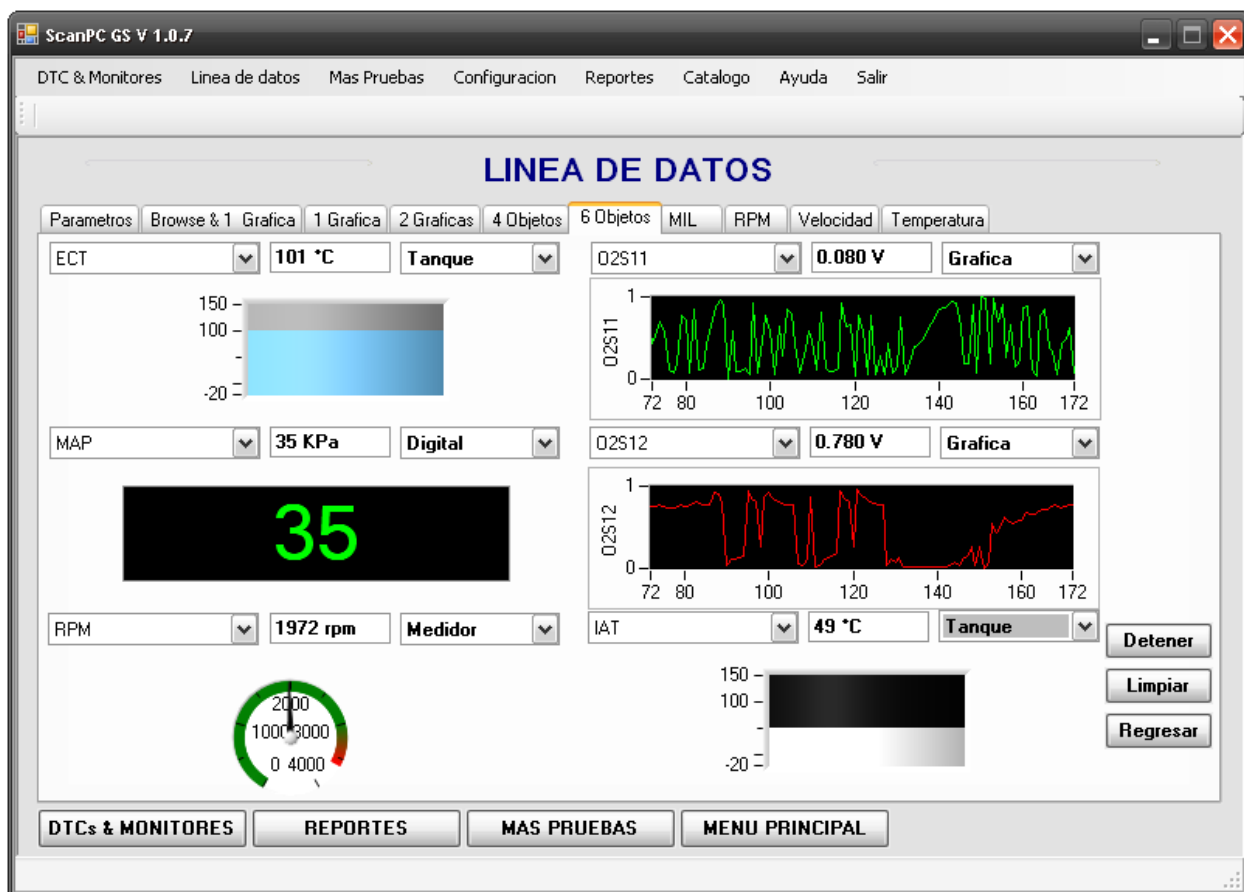 ScanPC GS V 1.0.7
DTC & Monitores Linea de datos Mas Pruebas Configuracion Reportes Catalogo Ayuda Salir
LINEA DE DATOS
Parametros Browse & 1 Grafica 1 Grafica 2 Graficas 4 Objetos 6 Objetos MIL RPM Velocidad Temperatura
ECT 101 °C Tanque O2S11 0.080 V Grafica
150
100
-20
O2S11
1
0
72 80 100 120 140 160 172
MAP 35 KPa Digital O2S12 0.780 V Grafica
35
O2S12
1
0
72 80 100 120 140 160 172
RPM 1972 rpm Medidor IAT 49 °C Tanque
Detener
Limpiar
Regresar
2000
1000 3000
0 4000
150
100
-20
DTCs & MONITORES REPORTES MAS PRUEBAS MENU PRINCIPAL